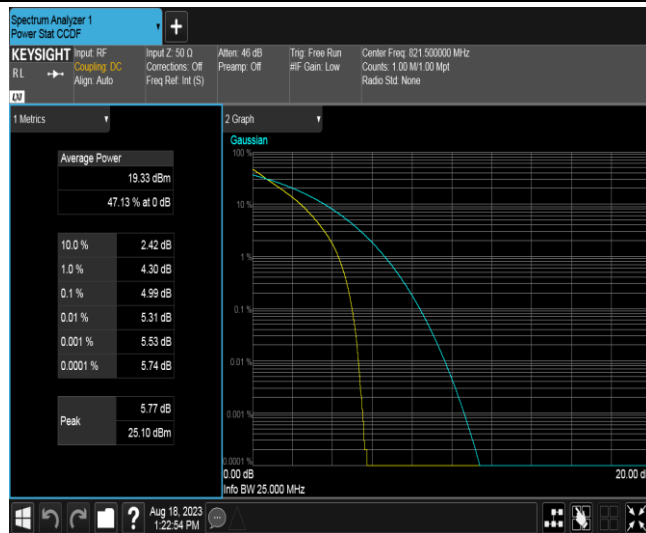 Spectrum Analyzer 1
Power Stat CCDF
KEYSIGHT
RL
Input: RF
Coupling: DC
Align: Auto
Input Z: 50 Ω
Corrections: Off
Freq Ref: Int (S)
Atten: 46 dB
Preamp: Off
Trig: Free Run
#IF Gain: Low
Center Freq: 821.500000 MHz
Counts: 1.00 M/1.00 Mpt
Radio Std: None
1 Metrics
Average Power
19.33 dBm
47.13 % at 0 dB
10.0 % 2.42 dB
1.0 % 4.30 dB
0.1 % 4.99 dB
0.01 % 5.31 dB
0.001 % 5.53 dB
0.0001 % 5.74 dB
Peak
5.77 dB
25.10 dBm
2 Graph
Gaussian
100 %
10 %
1 %
0.1 %
0.01 %
0.001 %
0.0001 %
0.00 dB
20.00 d
Info BW 25.000 MHz
?
Aug 18, 2023
1:22:54 PM